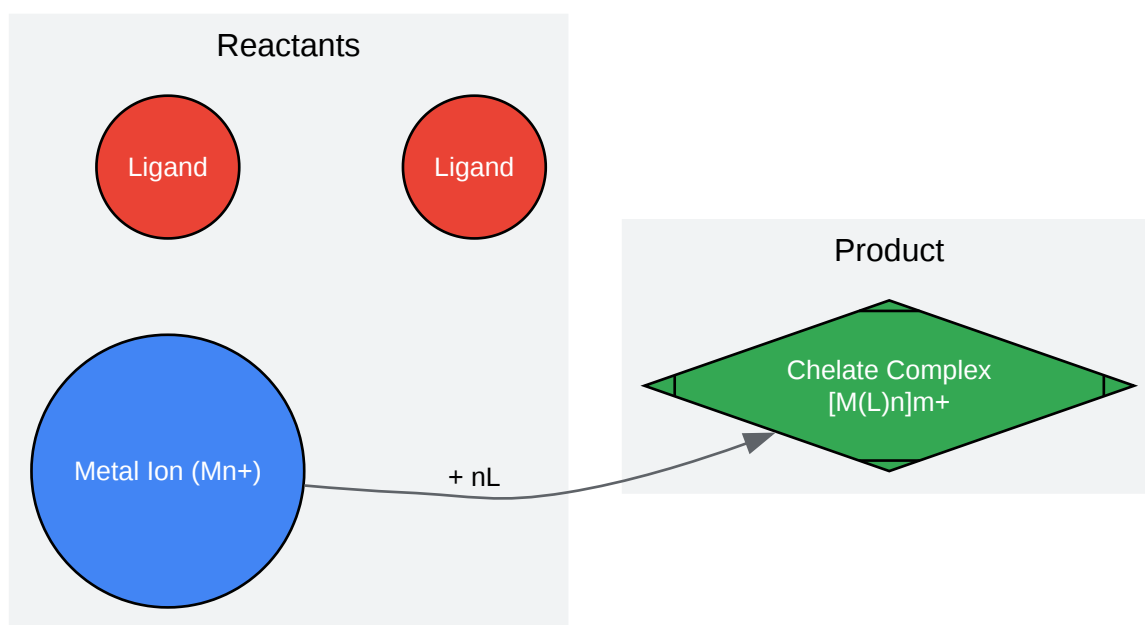 Reactants
Ligand
Ligand
Metal Ion (Mn+)
+ nL
Product
Chelate Complex
[M(L)n]m+